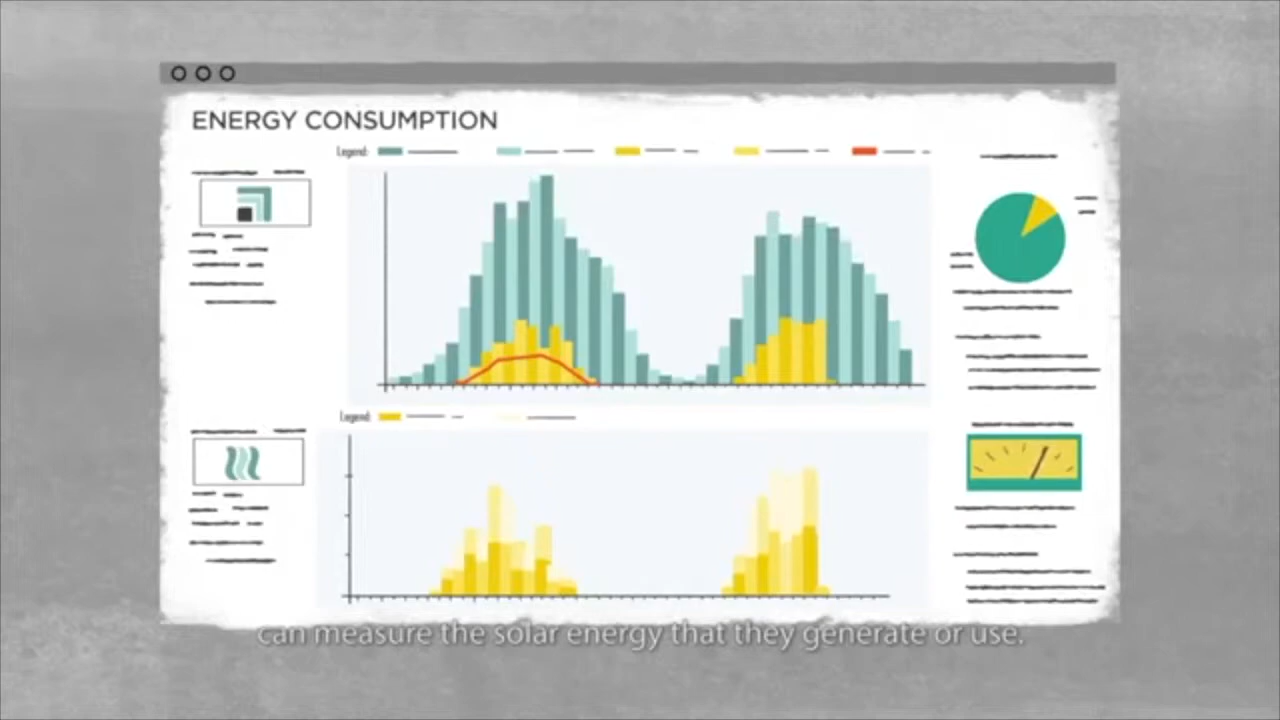 ENERGY CONSUMPTION
Legend:
Legend:
can measure the solar energy that they generate or use.